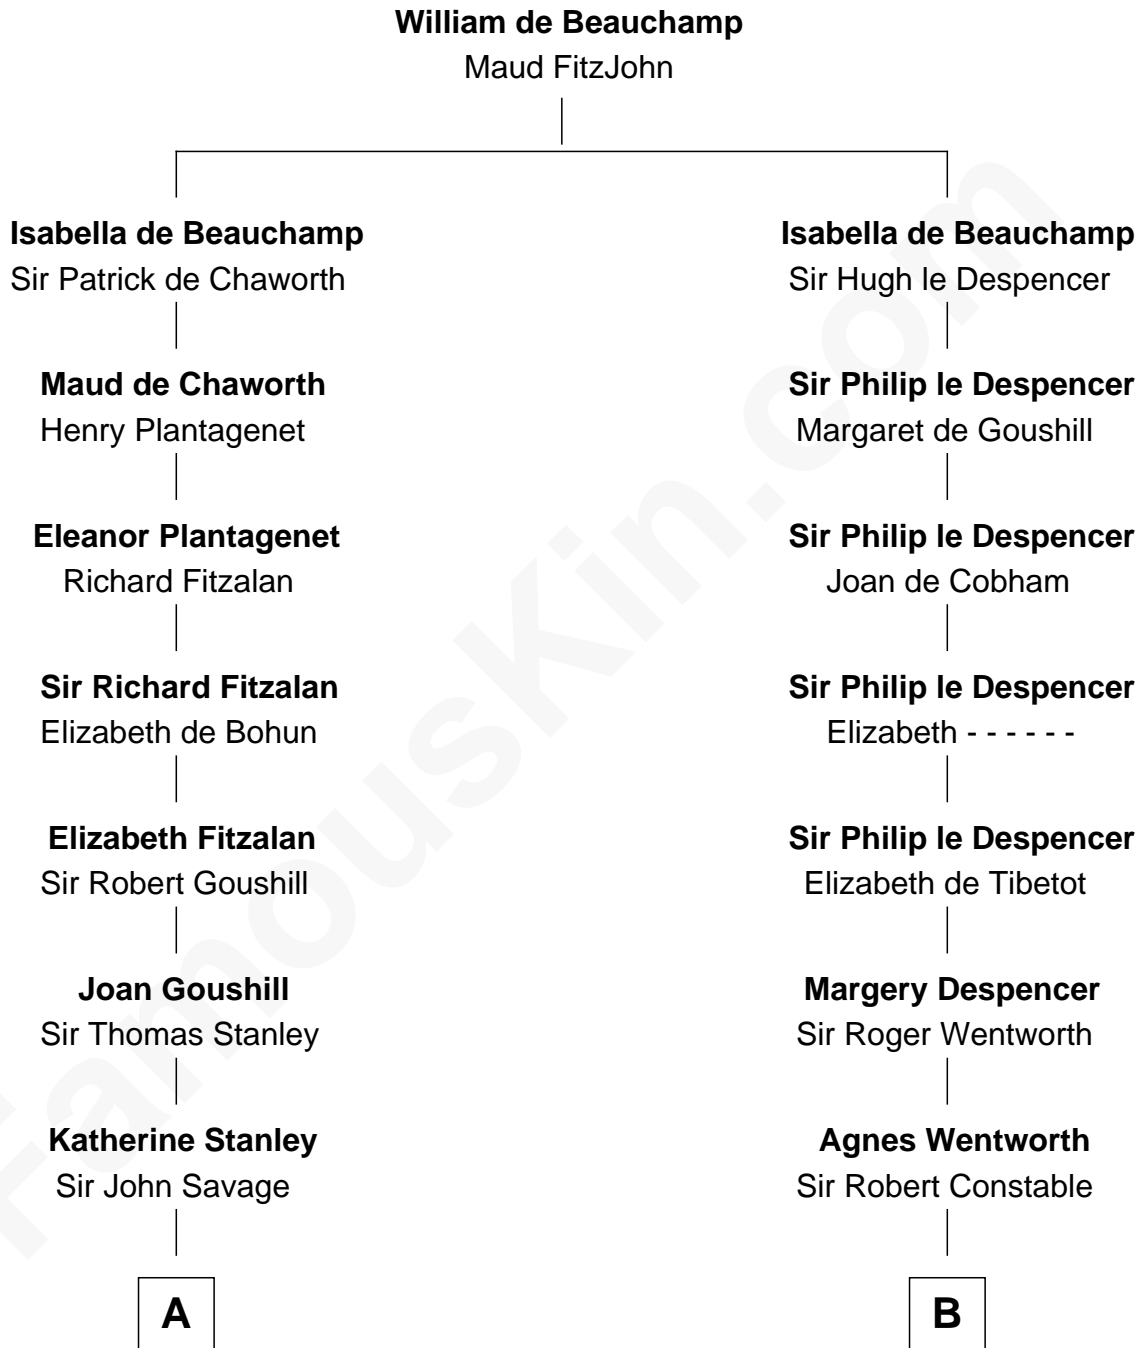 William de Beauchamp
Maud FitzJohn
Isabella de Beauchamp
Sir Patrick de Chaworth
Maud de Chaworth
Henry Plantagenet
Eleanor Plantagenet
Richard Fitzalan
Sir Richard Fitzalan
Elizabeth de Bohun
Elizabeth Fitzalan
Sir Robert Goushill
Joan Goushill
Sir Thomas Stanley
Katherine Stanley
Sir John Savage
A
Isabella de Beauchamp
Sir Hugh le Despencer
Sir Philip le Despencer
Margaret de Goushill
Sir Philip le Despencer
Joan de Cobham
Sir Philip le Despencer
Elizabeth - - - - - -
Sir Philip le Despencer
Elizabeth de Tibetot
Margery Despencer
Sir Roger Wentworth
Agnes Wentworth
Sir Robert Constable
B
FamousKin.com